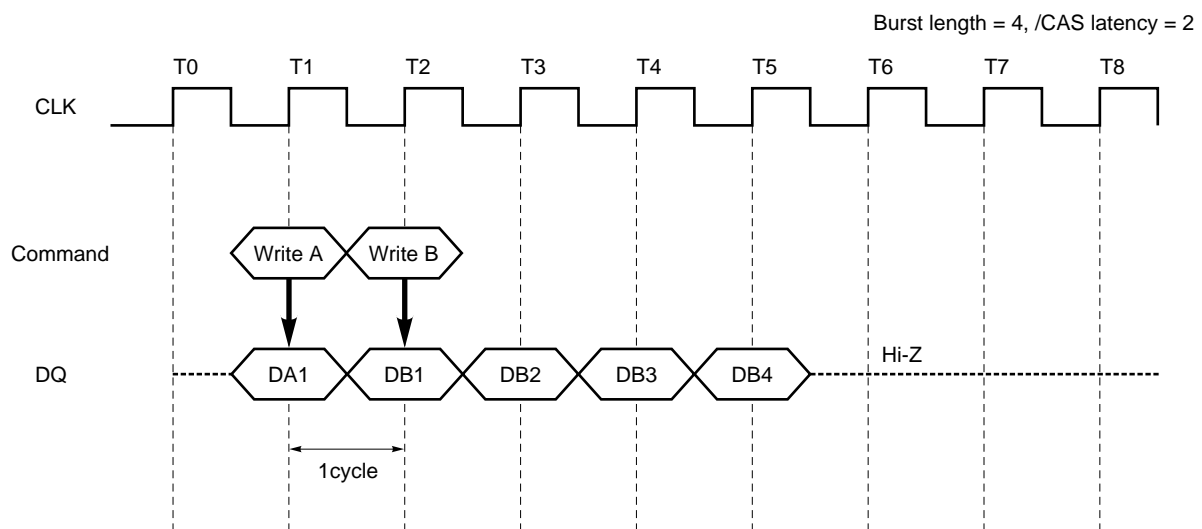 Burst length = 4, /CAS latency = 2
T0 T1 T2 T3 T4 T5 T6 T7 T8
CLK
Command Write A Write B
Hi-Z
DQ DA1 DB1 DB2 DB3 DB4
1cycle